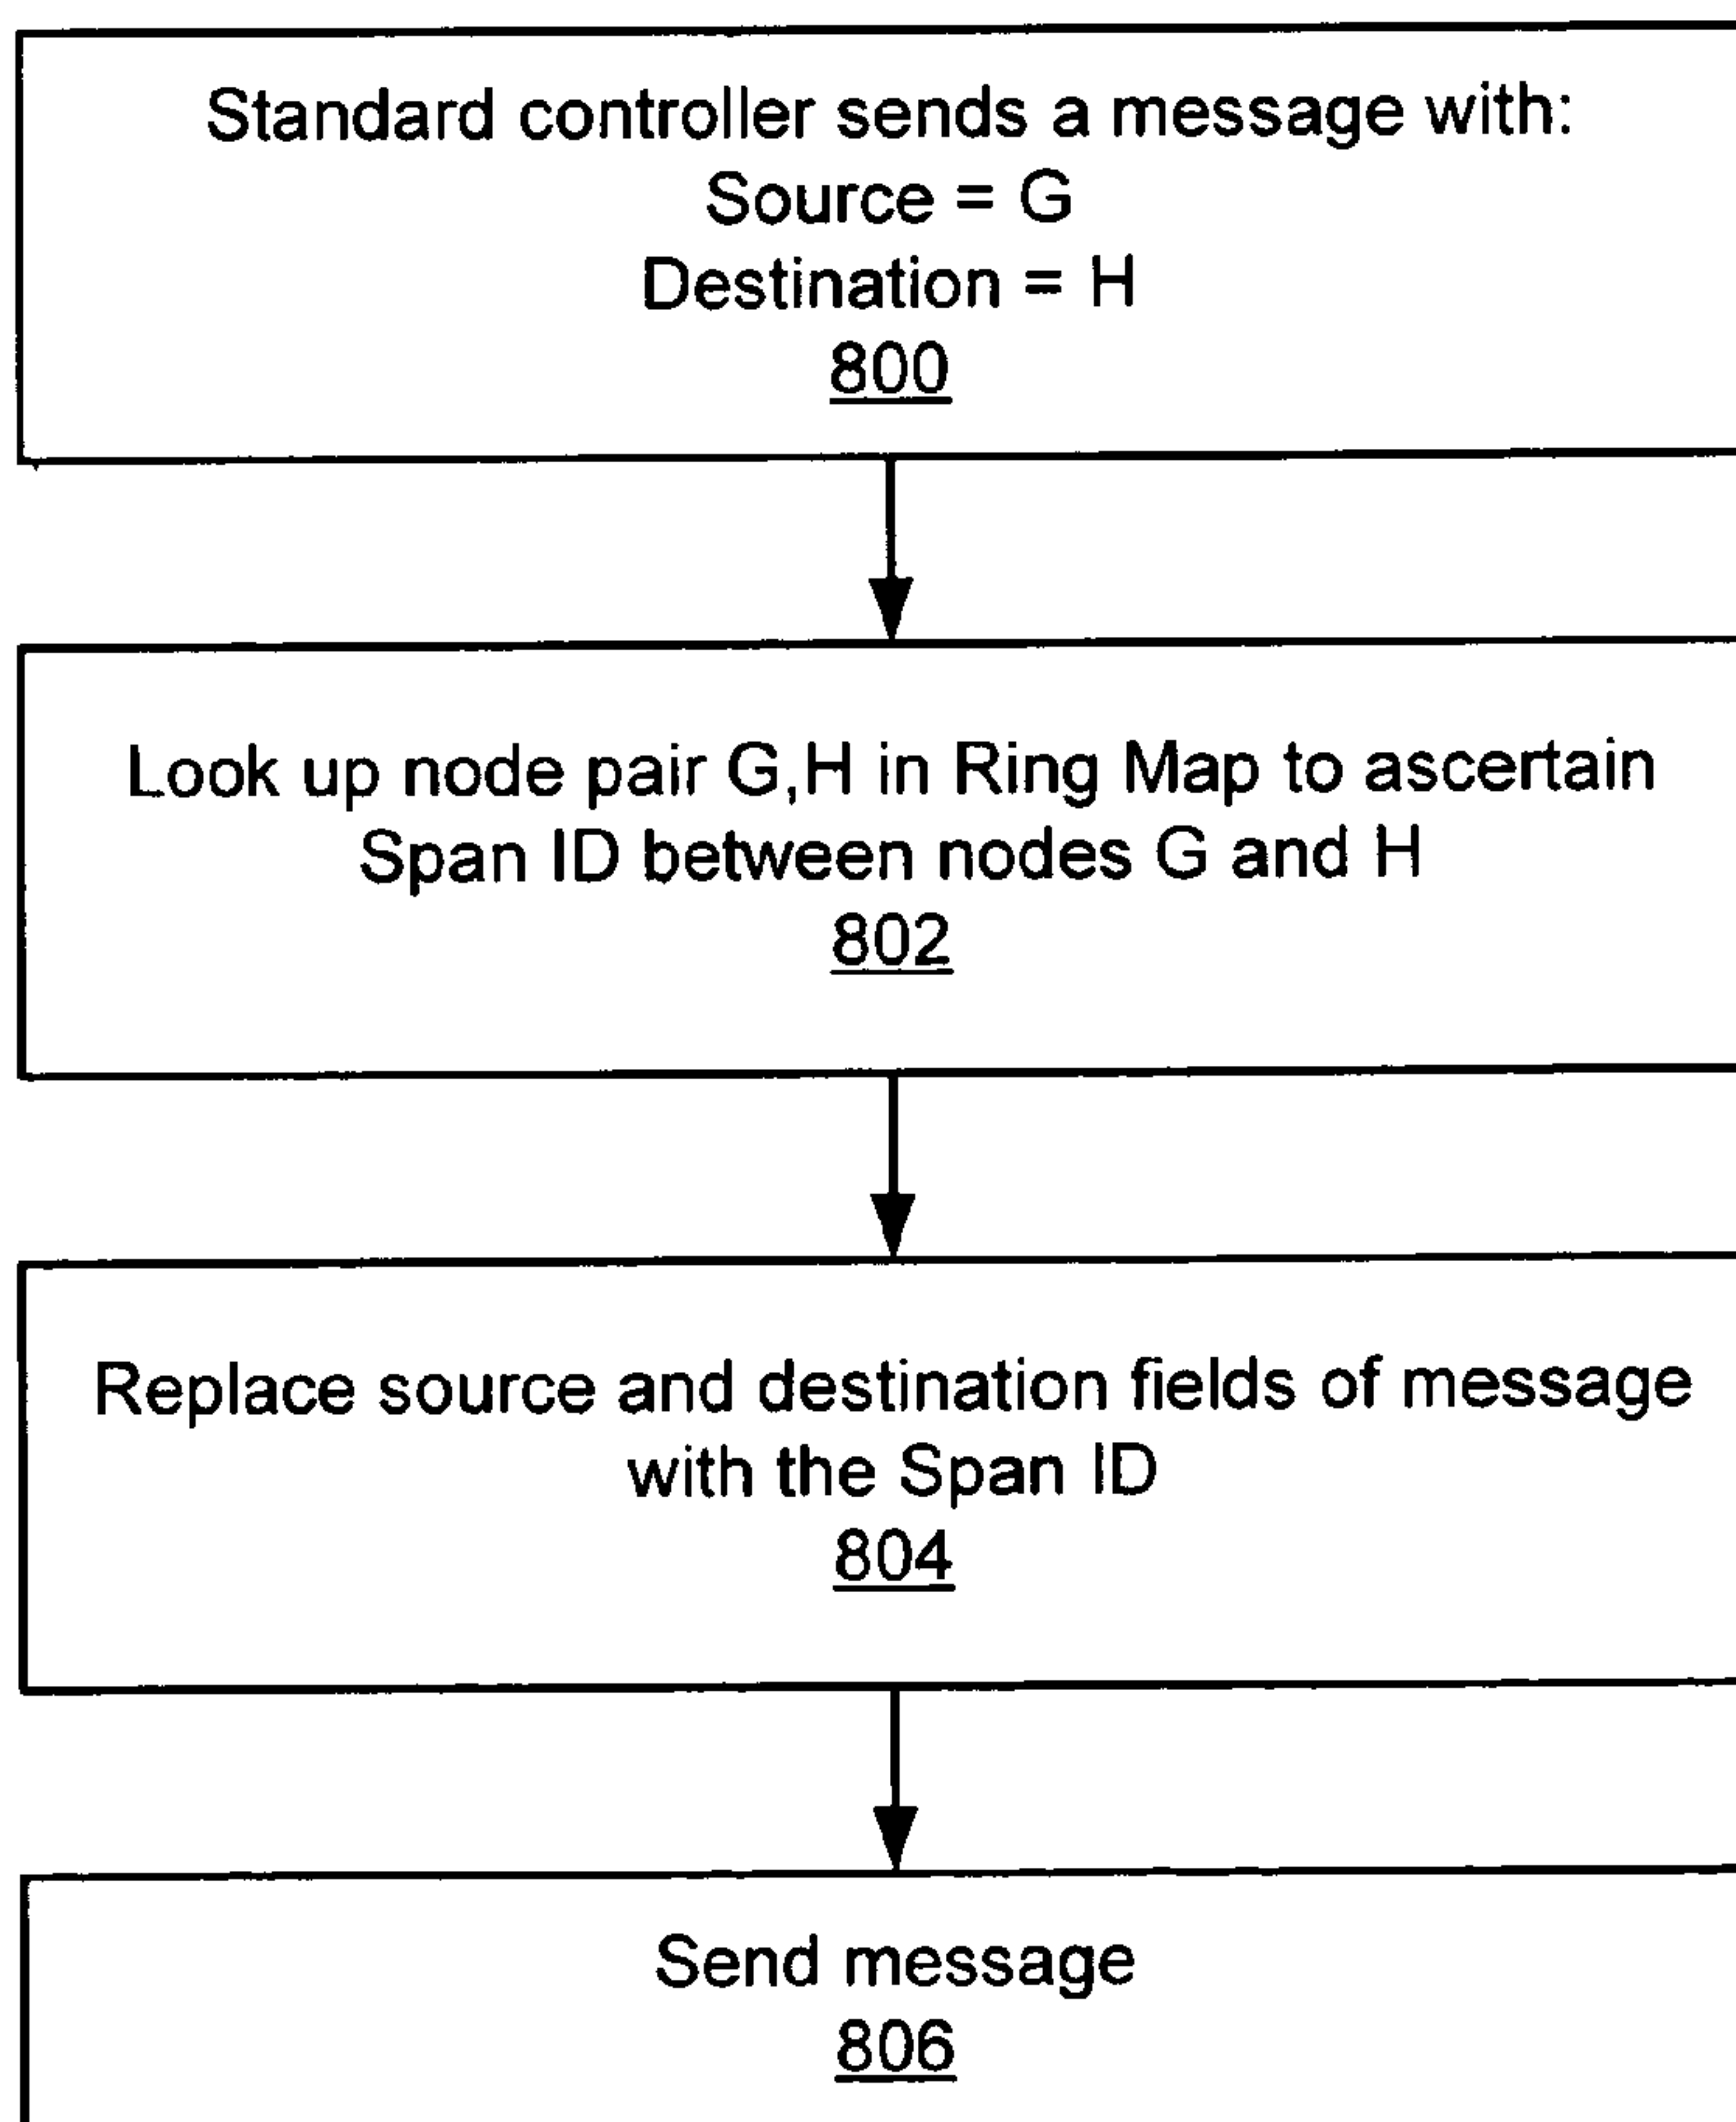 Standard controller sends a message with:
Source = G
Destination = H
800
Look up node pair G,H in Ring Map to ascertain
Span ID between nodes G and H
802
Replace source and destination fields of message
with the Span ID
804
Send message
806